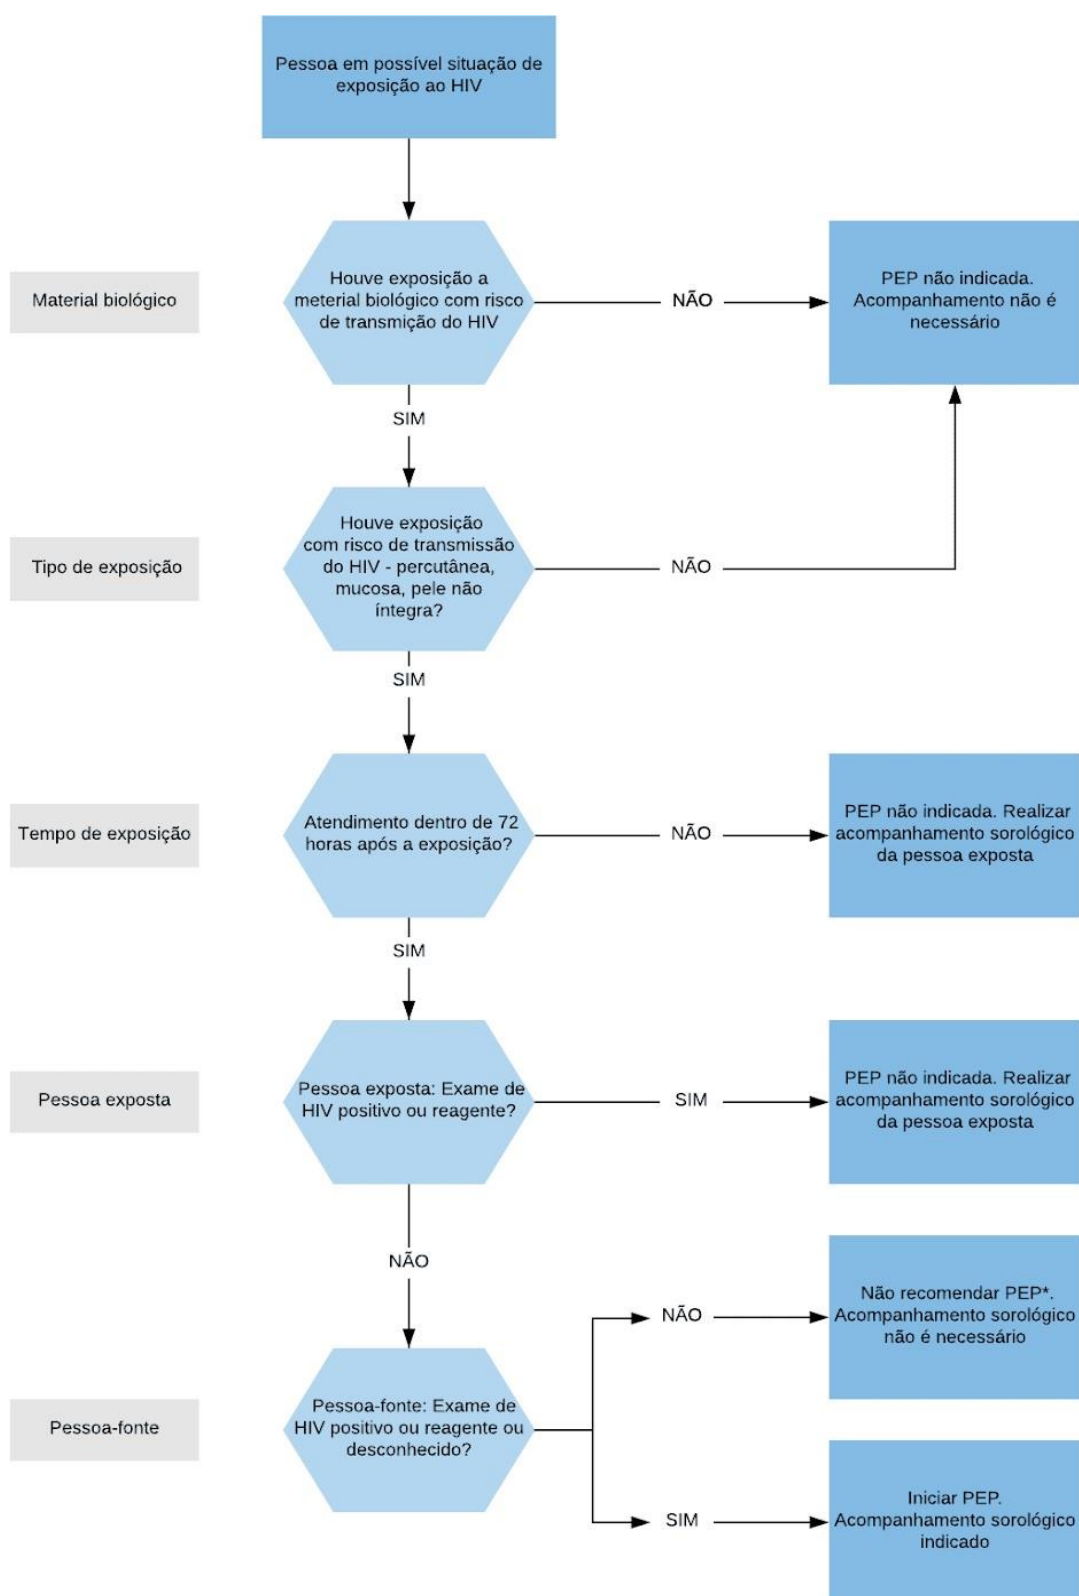 Pessoa em possível situação de
exposição ao HIV
Material biológico
Houve exposição a
meterial biológico com risco
de transmição do HIV
NÃO
PEP não indicada.
Acompanhamento não é
necessário
SIM
Tipo de exposição
Houve exposição
com risco de transmissão
do HIV - percutânea,
mucosa, pele não
íntegra?
NÃO
SIM
Tempo de exposição
Atendimento dentro de 72
horas após a exposição?
NÃO
PEP não indicada. Realizar
acompanhamento sorológico
da pessoa exposta
SIM
Pessoa exposta
Pessoa exposta: Exame de
HIV positivo ou reagente?
SIM
PEP não indicada. Realizar
acompanhamento sorológico
da pessoa exposta
NÃO
Pessoa-fonte
Pessoa-fonte: Exame de
HIV positivo ou reagente ou
desconhecido?
NÃO
Não recomendar PEP*.
Acompanhamento sorológico
não é necessário
SIM
Iniciar PEP.
Acompanhamento sorológico
indicado